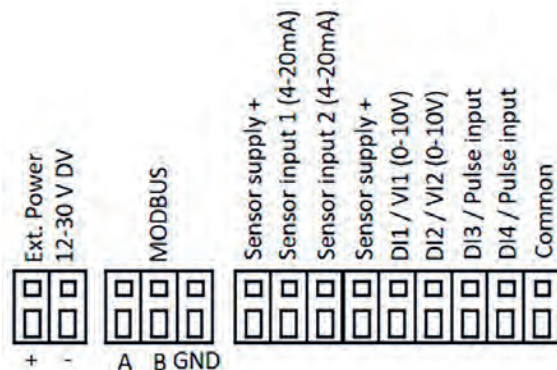 Ext. Power
12-30 V DV
MODBUS
Sensor supply +
Sensor input 1 (4-20mA)
Sensor input 2 (4-20mA)
Sensor supply +
DI1 / VI1 (0-10V)
DI2 / VI2 (0-10V)
DI3 / Pulse input
DI4 / Pulse input
Common
+ -
A B GND